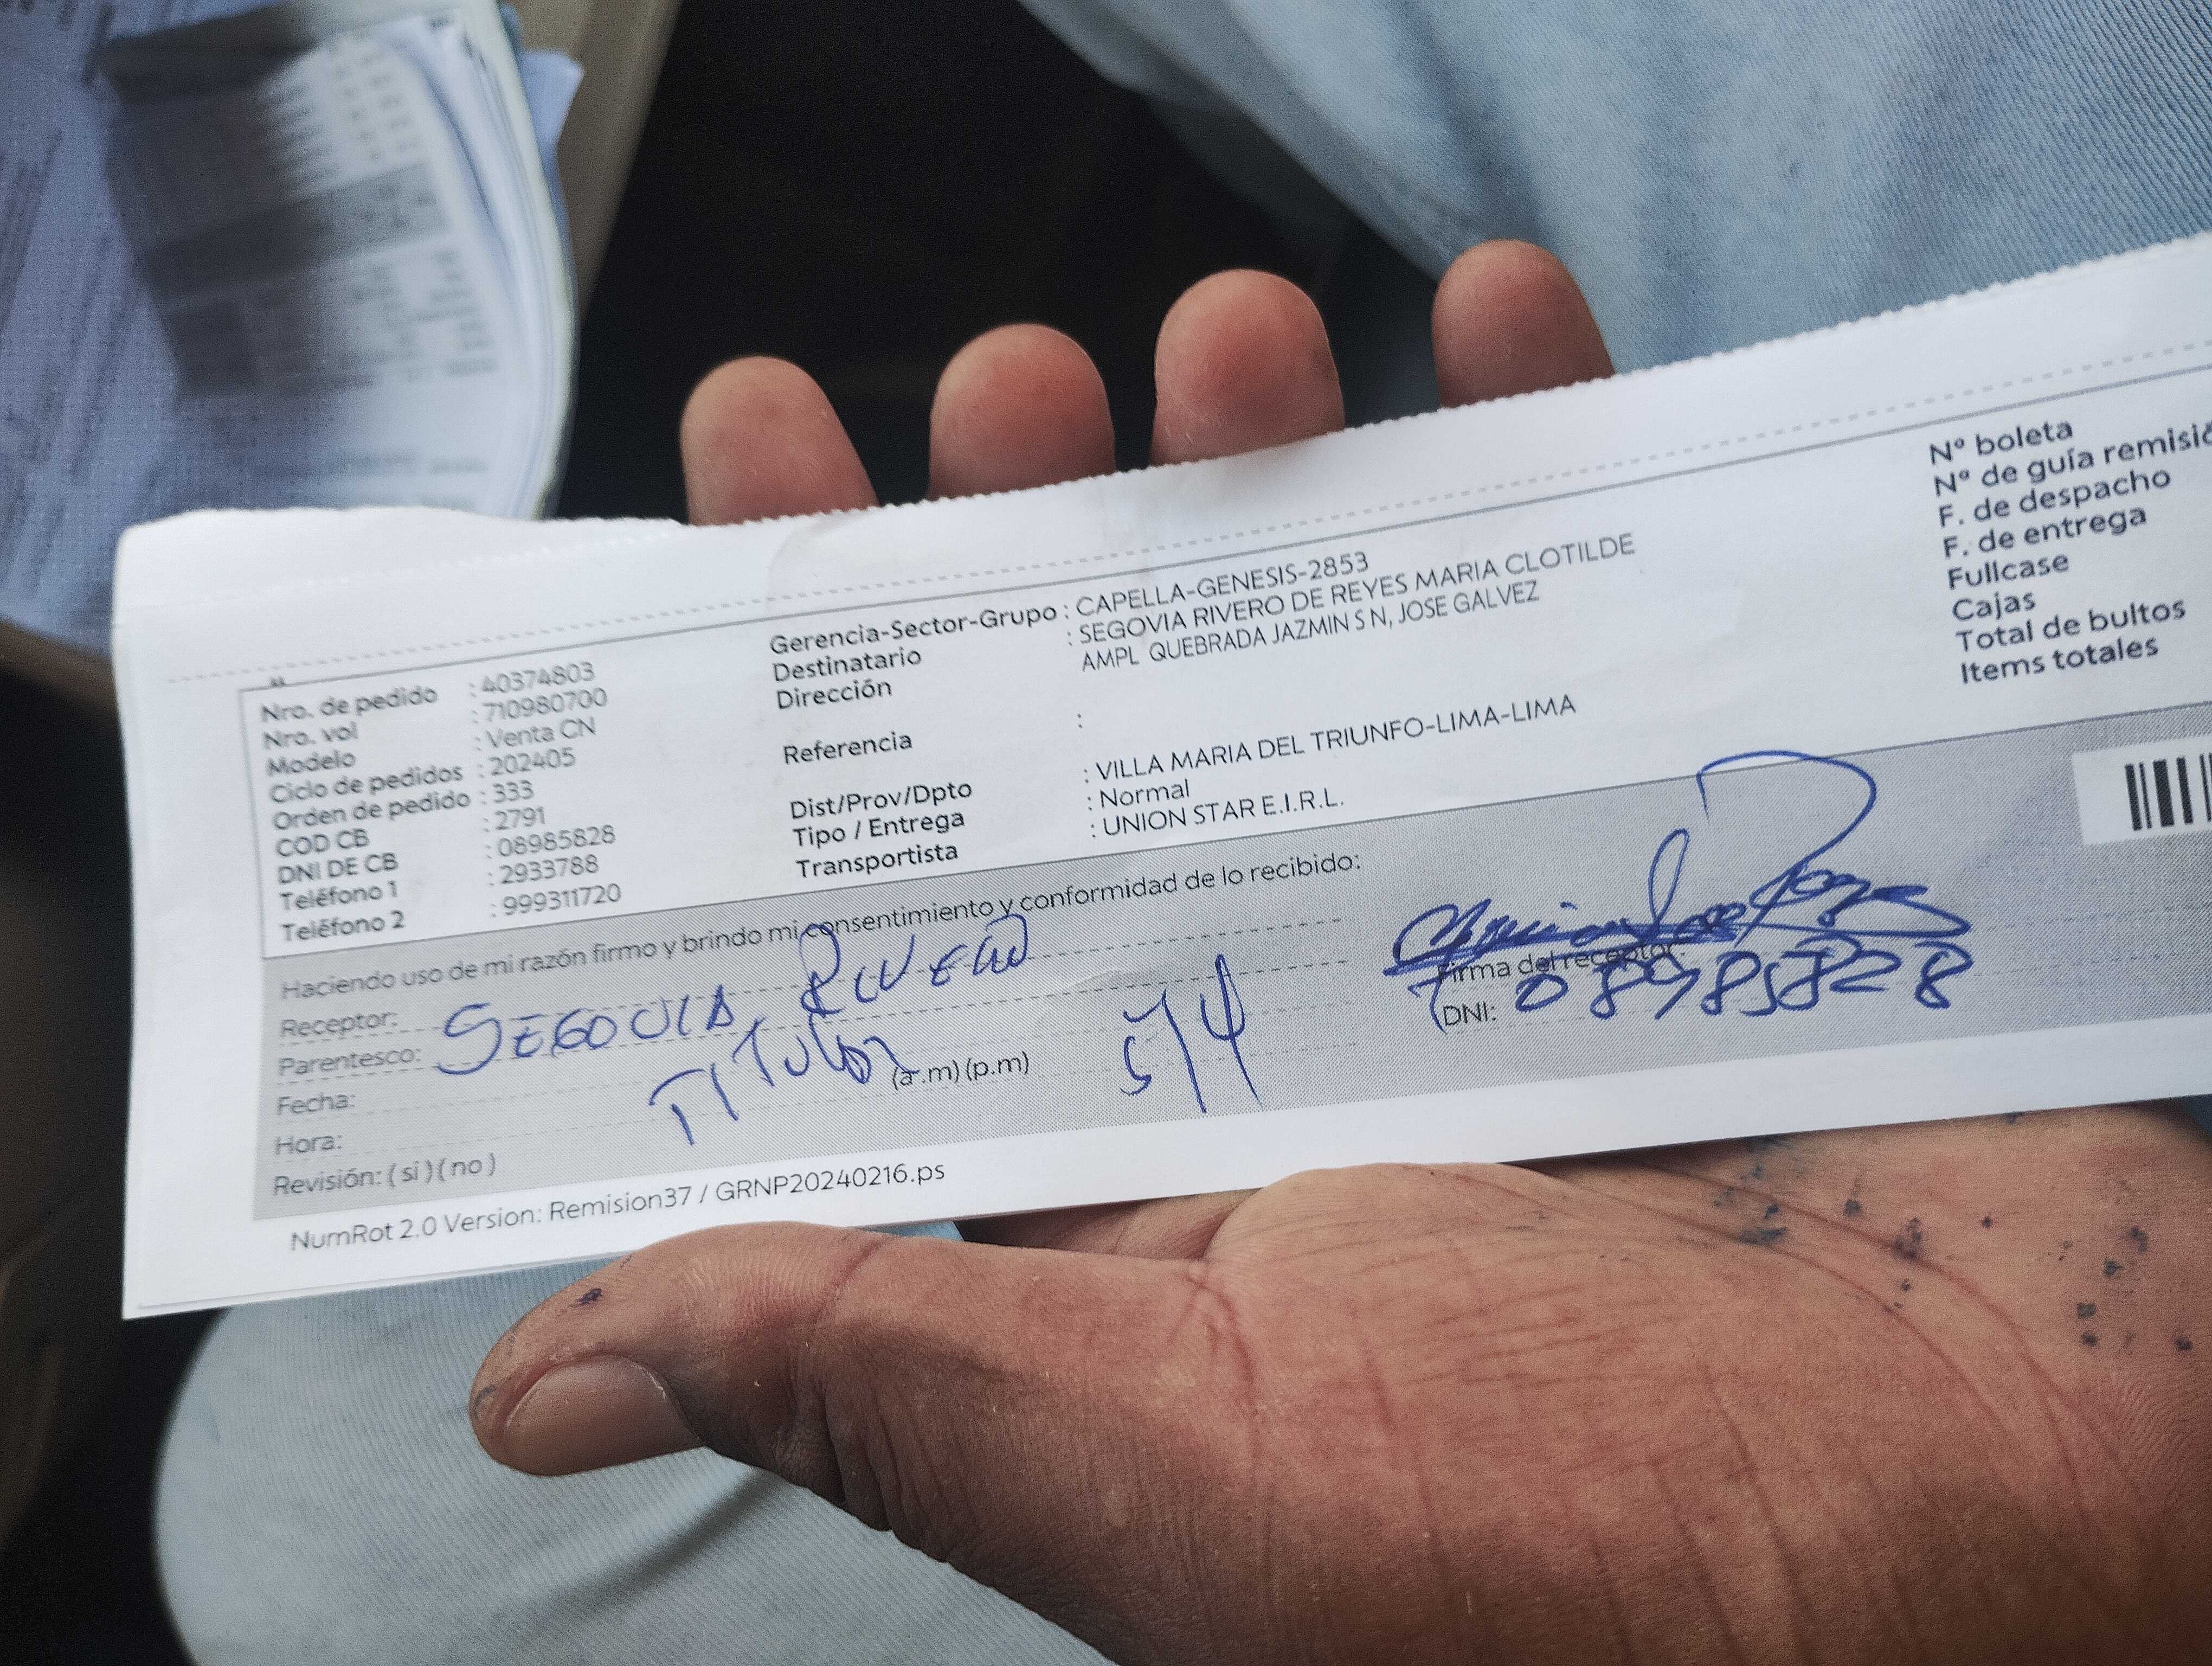 Nro. de pedido : 40374803
Nro. vol : 710980700
Modelo : Venta CN
Ciclo de pedidos : 202405
Orden de pedido : 333
COD CB : 2791
DNI DE CB : 08985828
Teléfono 1 : 2933788
Teléfono 2 : 999311720
Gerencia-Sector-Grupo : CAPELLA-GENESIS-2853
Destinatario : SEGOVIA RIVERO DE REYES MARIA CLOTILDE
Dirección AMPL QUEBRADA JAZMIN S N, JOSE GALVEZ
Referencia :
Dist/Prov/Dpto : VILLA MARIA DEL TRIUNFO-LIMA-LIMA
Tipo / Entrega : Normal
Transportista : UNION STAR E.I.R.L.
Nº boleta
Nº de guía remisió
F. de despacho
F. de entrega
Fullcase
Cajas
Total de bultos
Items totales
Haciendo uso de mi razón firmo y brindo mi consentimiento y conformidad de lo recibido:
Receptor: SEGOVIA RIVERO
Parentesco: TITULAR
Fecha:
Hora: (a.m) (p.m)
Revisión: ( si ) ( no )
Firma del receptor:
DNI: 08985828
NumRot 2.0 Version: Remision37 / GRNP20240216.ps